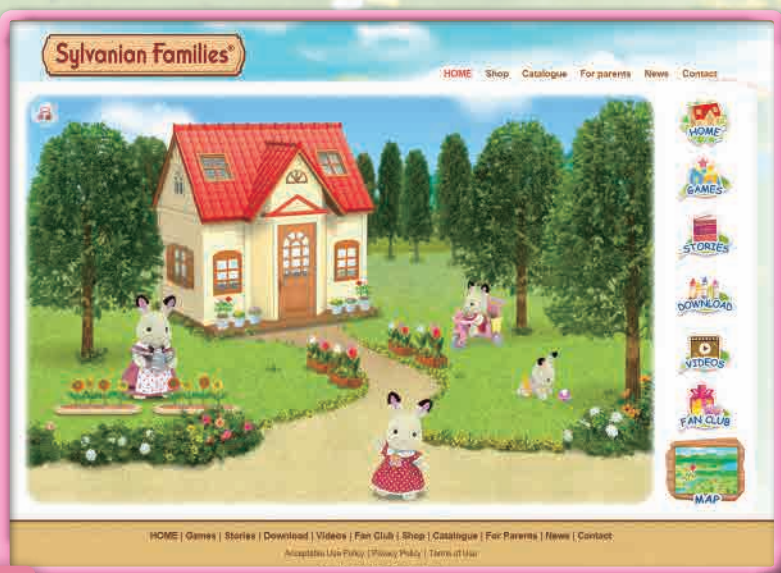 Sylvanian Families®
HOME Shop Catalogue For parents News Contact
HOME
GAMES
STORIES
DOWNLOAD
VIDEOS
FAN CLUB
MAP
HOME | Games | Stories | Download | Videos | Fan Club | Shop | Catalogue | For Parents | News | Contact
Acceptable Use Policy | Privacy Policy | Terms of Use